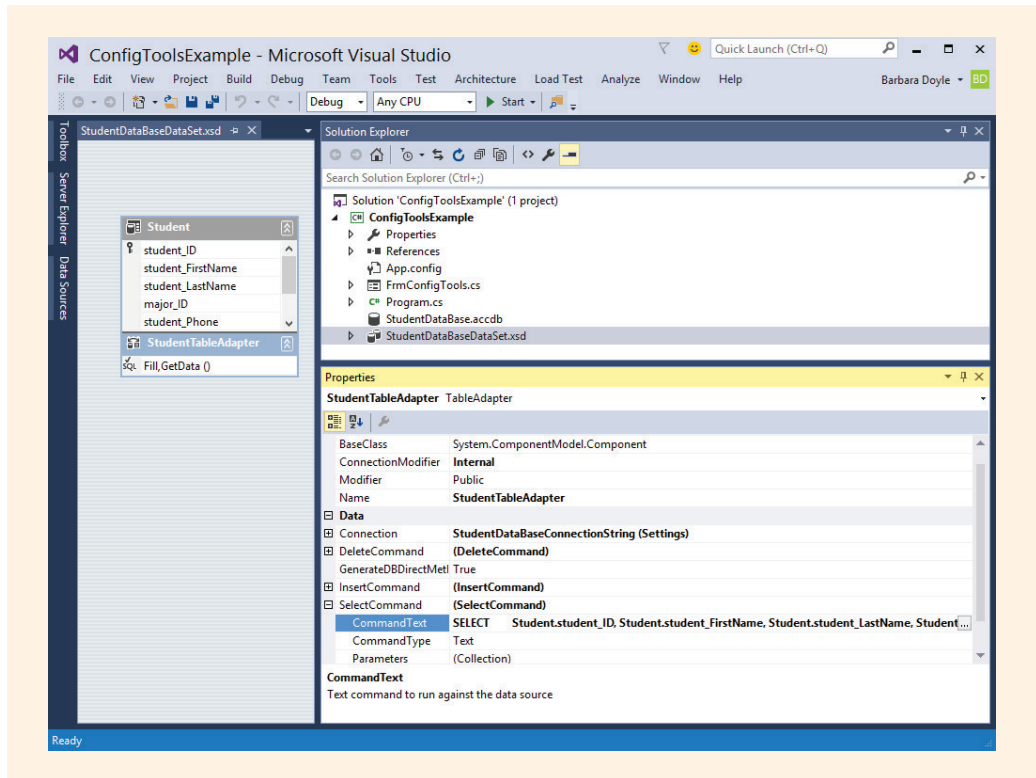 ConfigToolsExample - Microsoft Visual Studio
Quick Launch (Ctrl+Q)
File Edit View Project Build Debug Team Tools Test Architecture Load Test Analyze Window Help
Barbara Doyle BD
Debug Any CPU Start
Toolbox
Server Explorer
Data Sources
StudentDataBaseDataSet.xsd
Student
student_ID
student_FirstName
student_LastName
major_ID
student_Phone
StudentTableAdapter
SQL Fill,GetData ()
Solution Explorer
Search Solution Explorer (Ctrl+;)
Solution 'ConfigToolsExample' (1 project)
C# ConfigToolsExample
Properties
References
App.config
FrmConfigTools.cs
C# Program.cs
StudentDataBase.accdb
StudentDataBaseDataSet.xsd
Properties
StudentTableAdapter TableAdapter
BaseClass System.ComponentModel.Component
ConnectionModifier Internal
Modifier Public
Name StudentTableAdapter
Data
Connection StudentDataBaseConnectionString (Settings)
DeleteCommand (DeleteCommand)
GenerateDBDirectMetl True
InsertCommand (InsertCommand)
SelectCommand (SelectCommand)
CommandText SELECT Student.student_ID, Student.student_FirstName, Student.student_LastName, Student ...
CommandType Text
Parameters (Collection)
CommandText
Text command to run against the data source
Ready